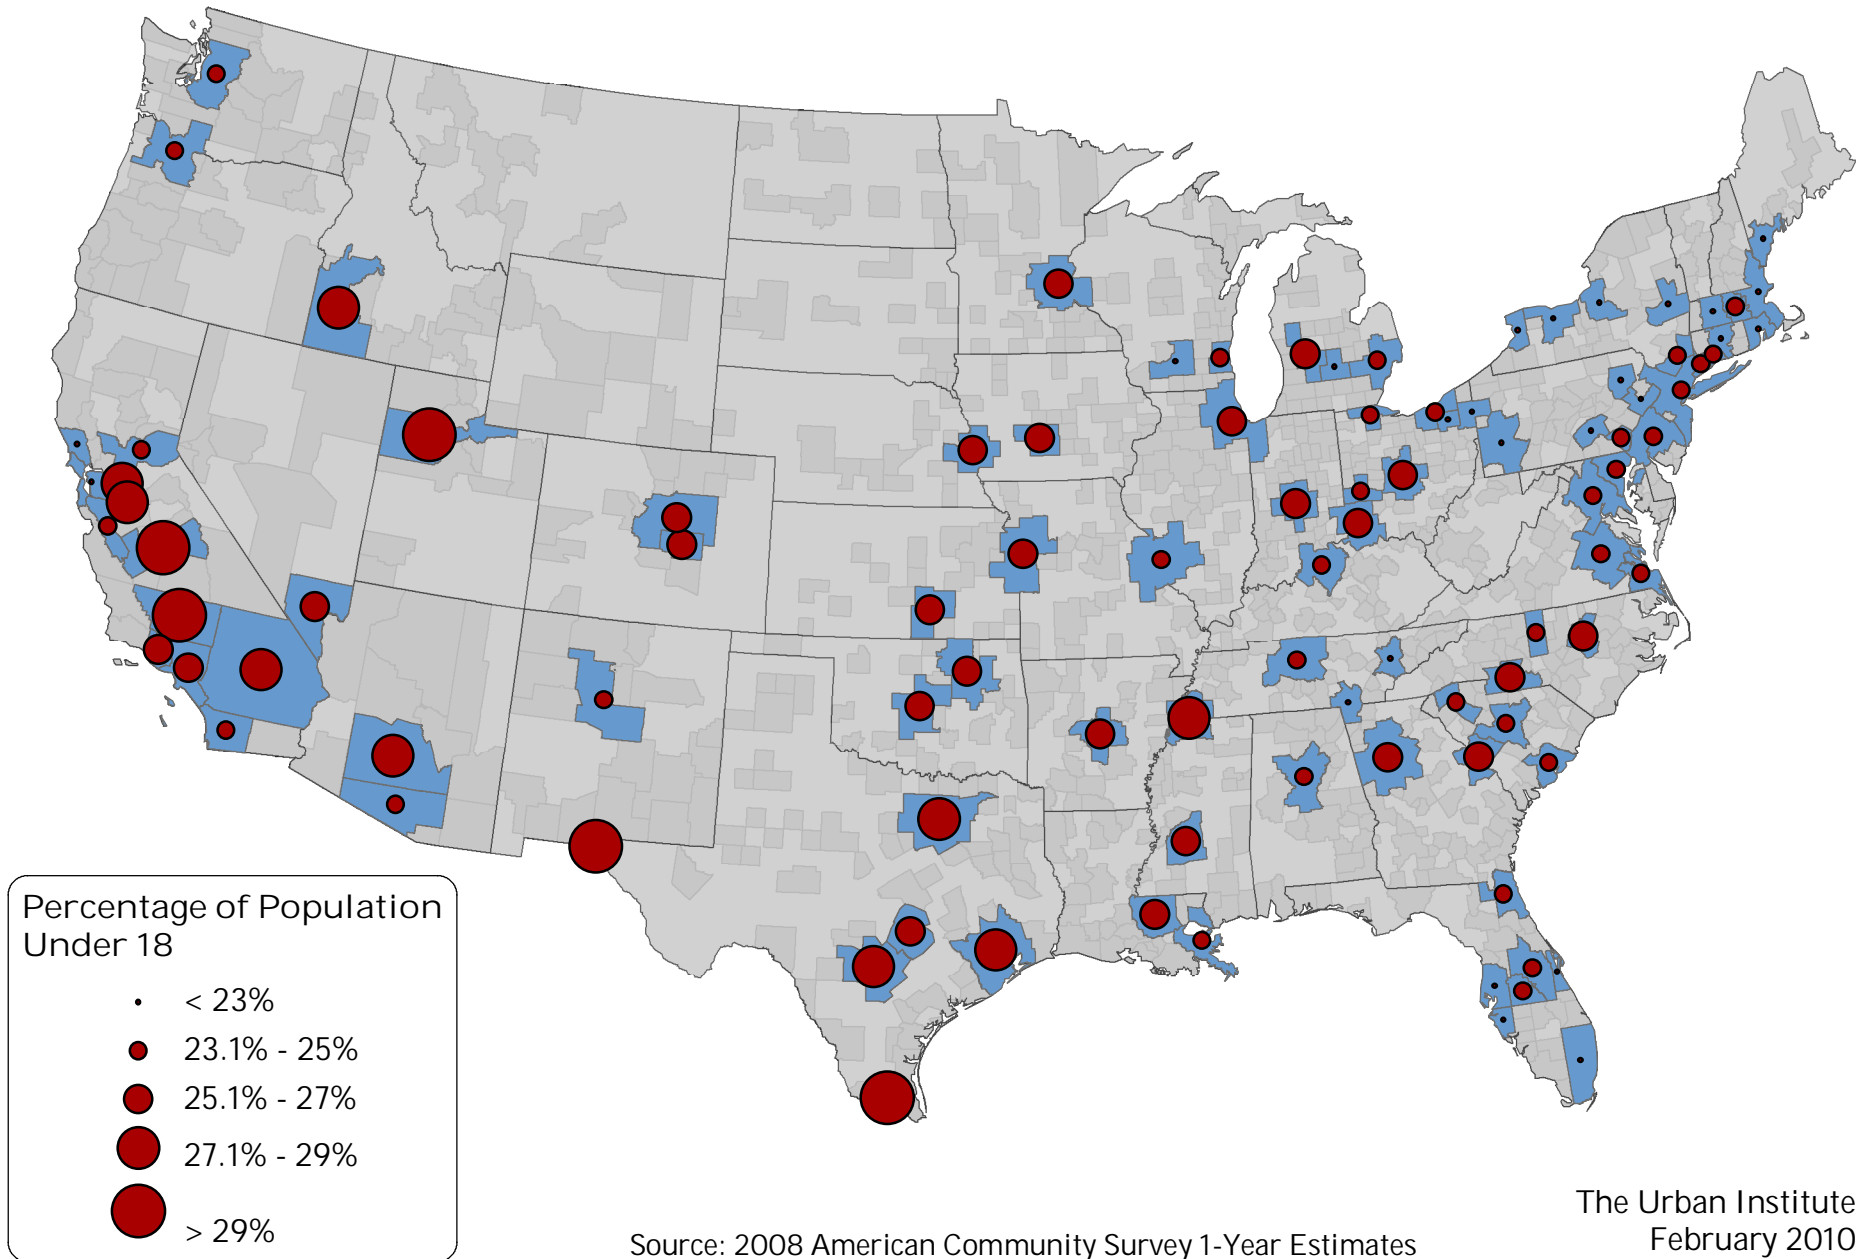 Percentage of Population
Under 18
< 23%
23.1% - 25%
25.1% - 27%
27.1% - 29%
> 29%
Source: 2008 American Community Survey 1-Year Estimates
The Urban Institute
February 2010